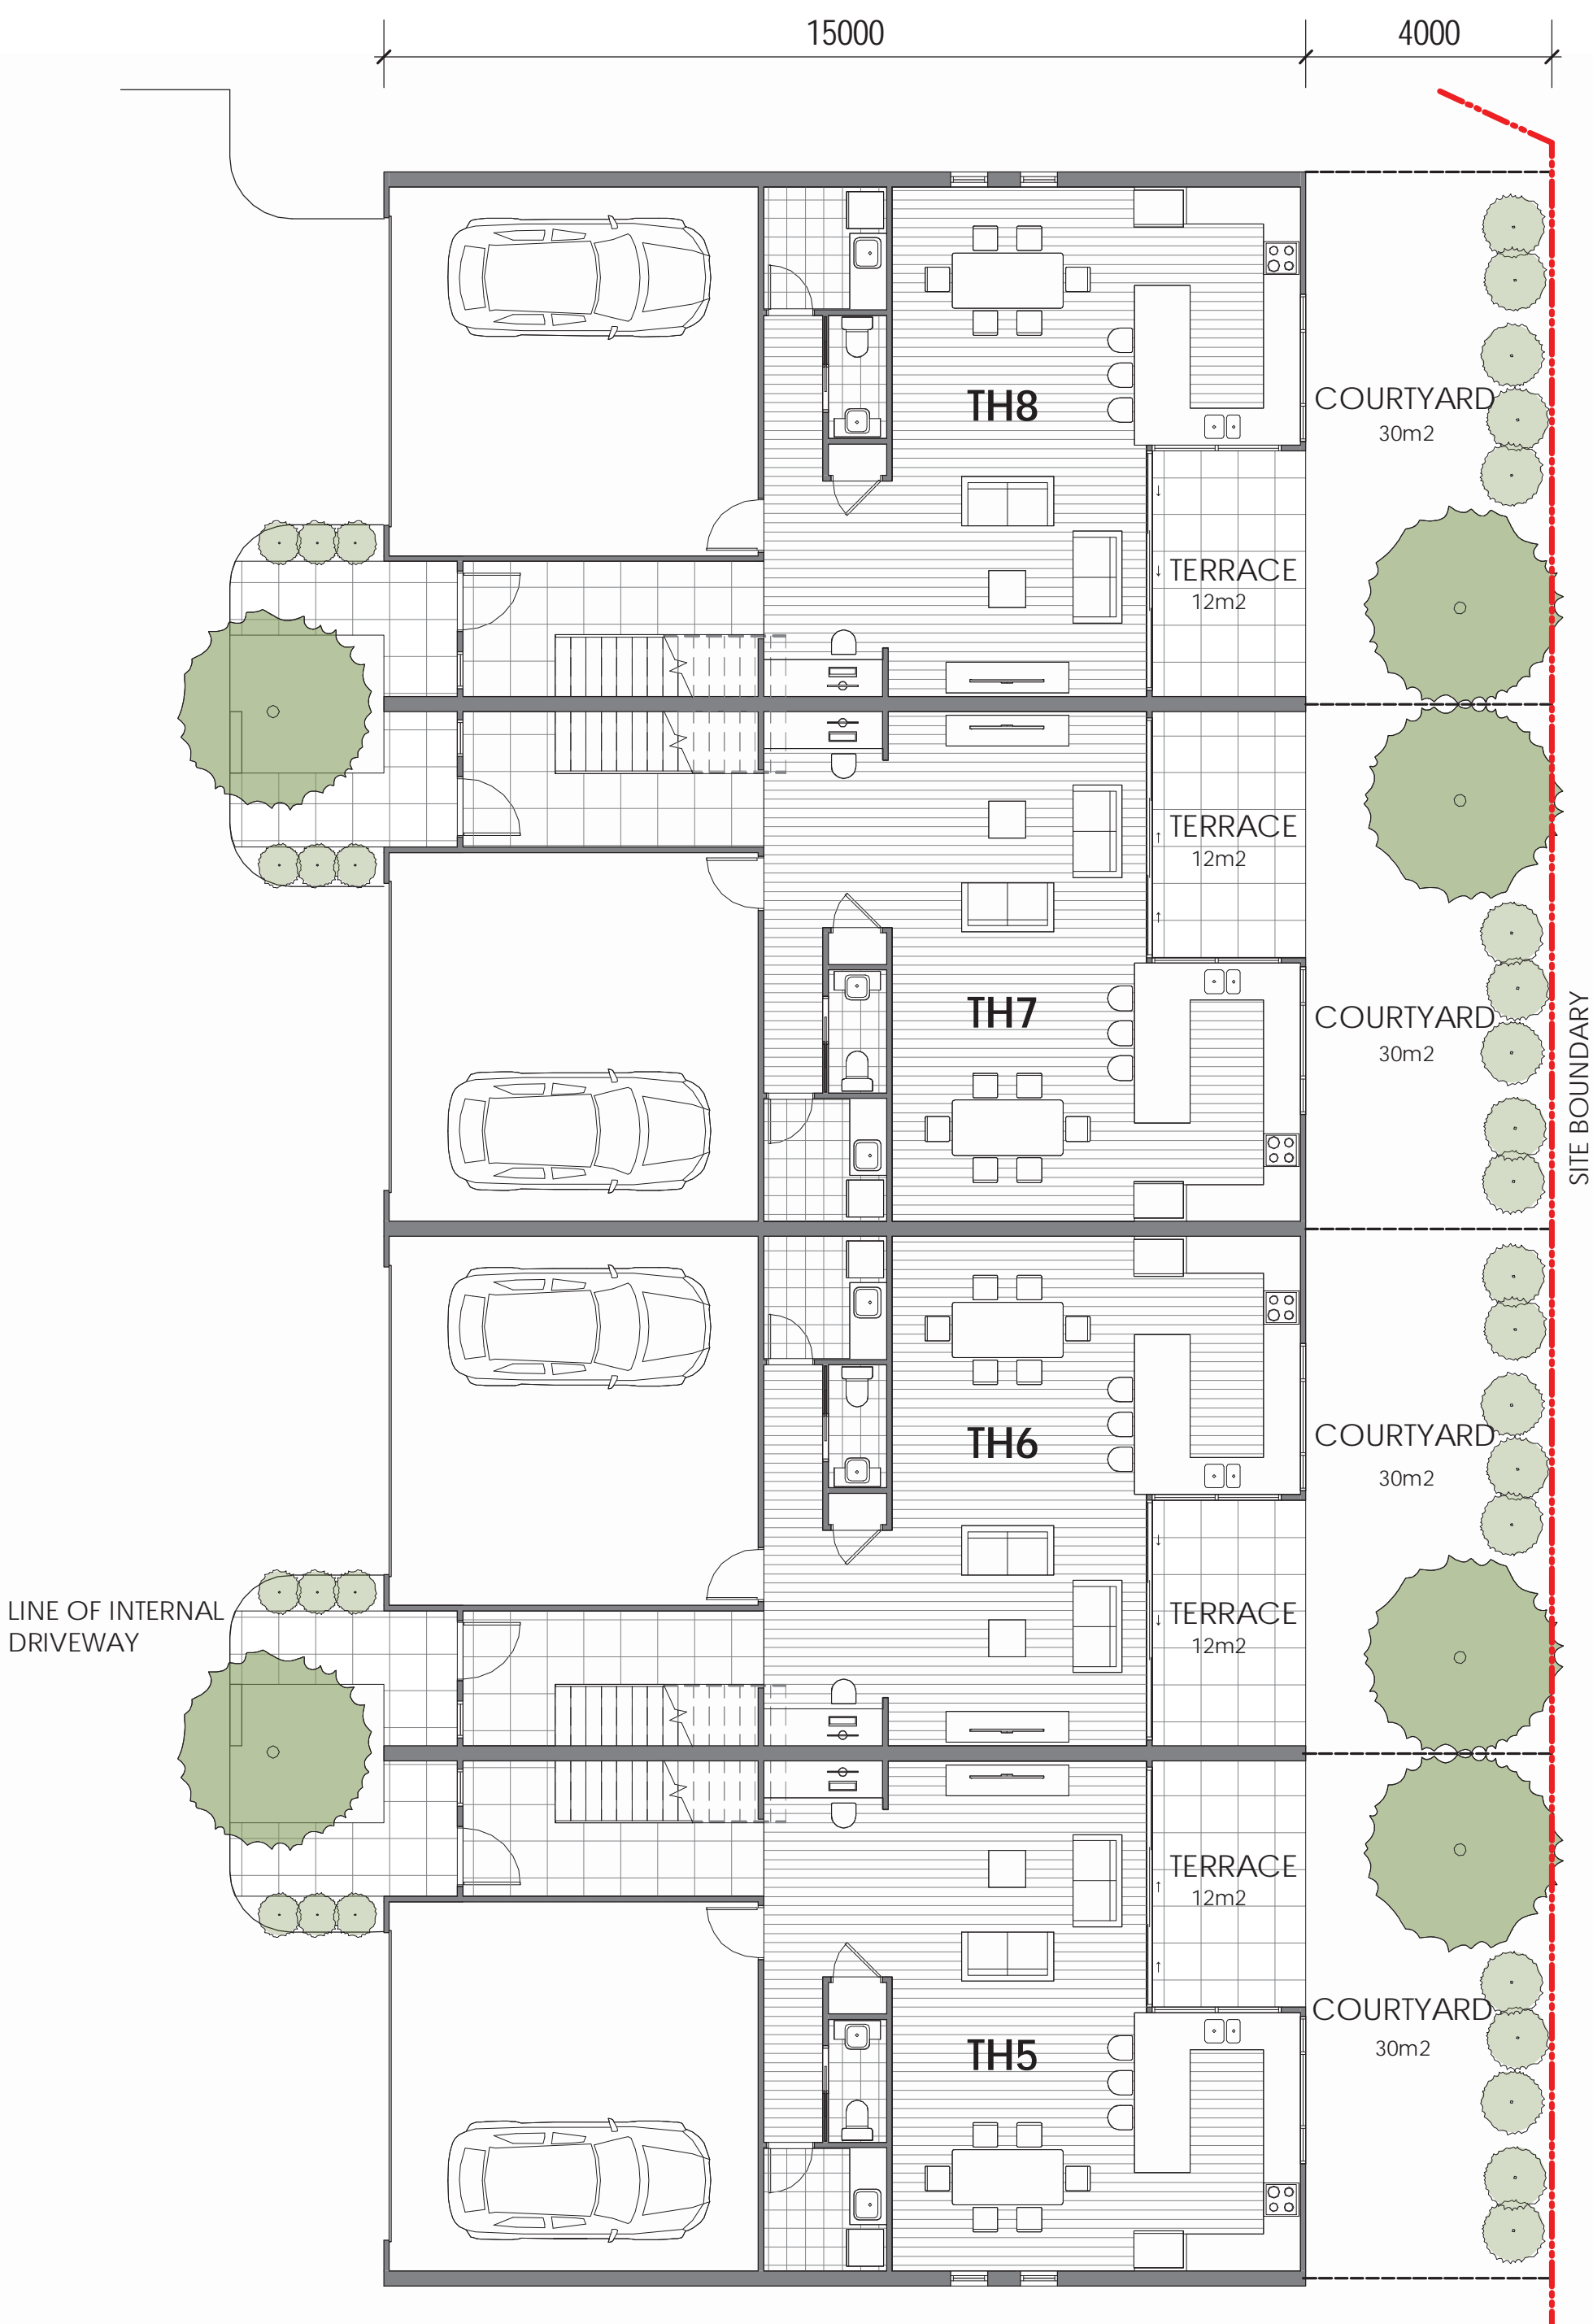 15000
4000
TH8
COURTYARD
30m2
TERRACE
12m2
TERRACE
12m2
TH7
COURTYARD
30m2
SITE BOUNDARY
TH6
COURTYARD
30m2
LINE OF INTERNAL
DRIVEWAY
TERRACE
12m2
TERRACE
12m2
TH5
COURTYARD
30m2